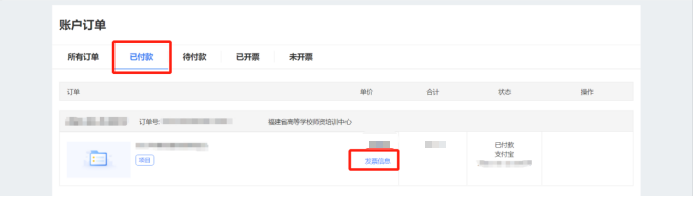 账户订单
所有订单 已付款 待付款 已开票 未开票
订单 单价 合计 状态 操作
订单号: 福建省高等学校师资培训中心
项目
发票信息
已付款
支付宝